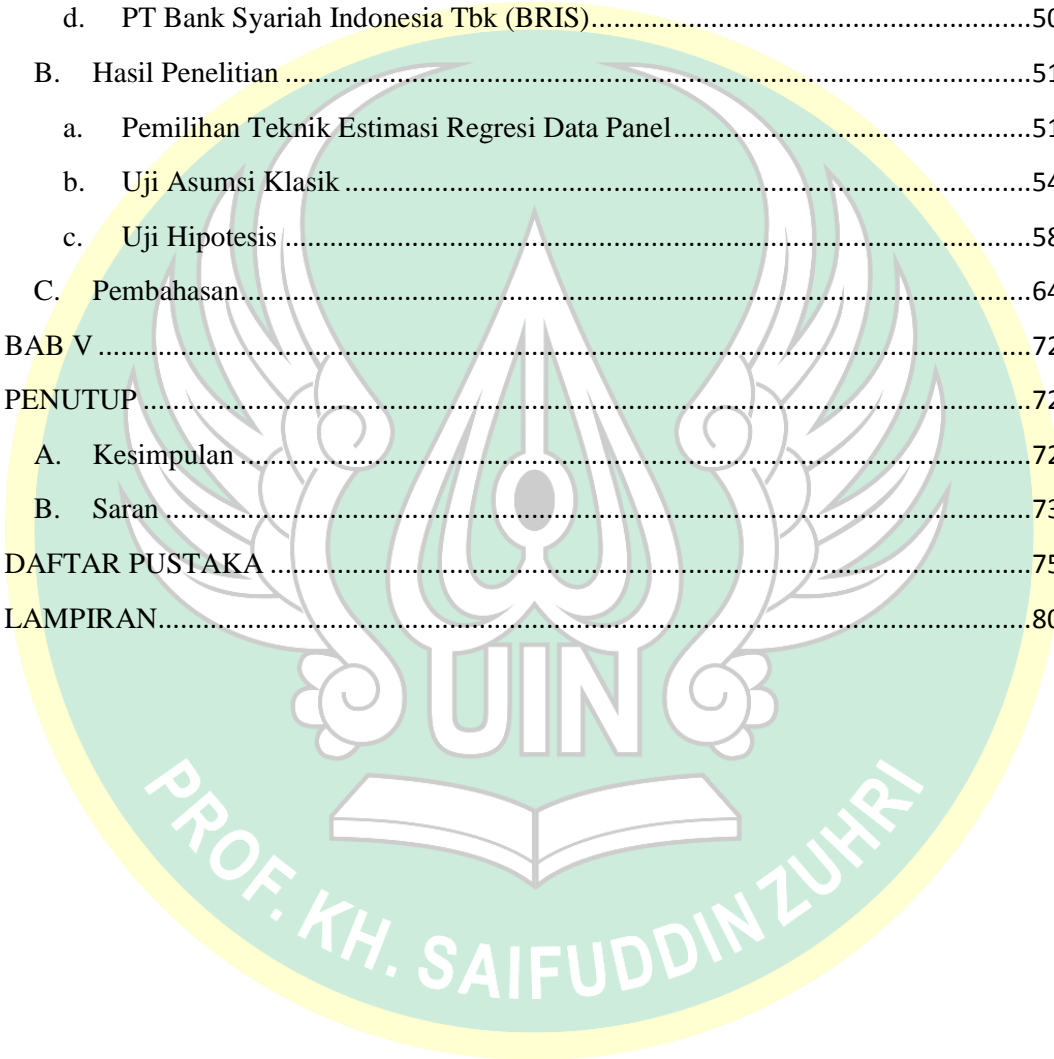 d. PT Bank Syariah Indonesia Tbk (BRIS)....................................................................50
B. Hasil Penelitian ....................................................................51
a. Pemilihan Teknik Estimasi Regresi Data Panel....................................................................51
b. Uji Asumsi Klasik ....................................................................54
c. Uji Hipotesis ....................................................................58
C. Pembahasan....................................................................64
BAB V ....................................................................72
PENUTUP ....................................................................72
A. Kesimpulan ....................................................................72
B. Saran ....................................................................73
DAFTAR PUSTAKA ....................................................................75
LAMPIRAN....................................................................80
UIN
PROF. KH. SAIFUDDIN ZUHRI